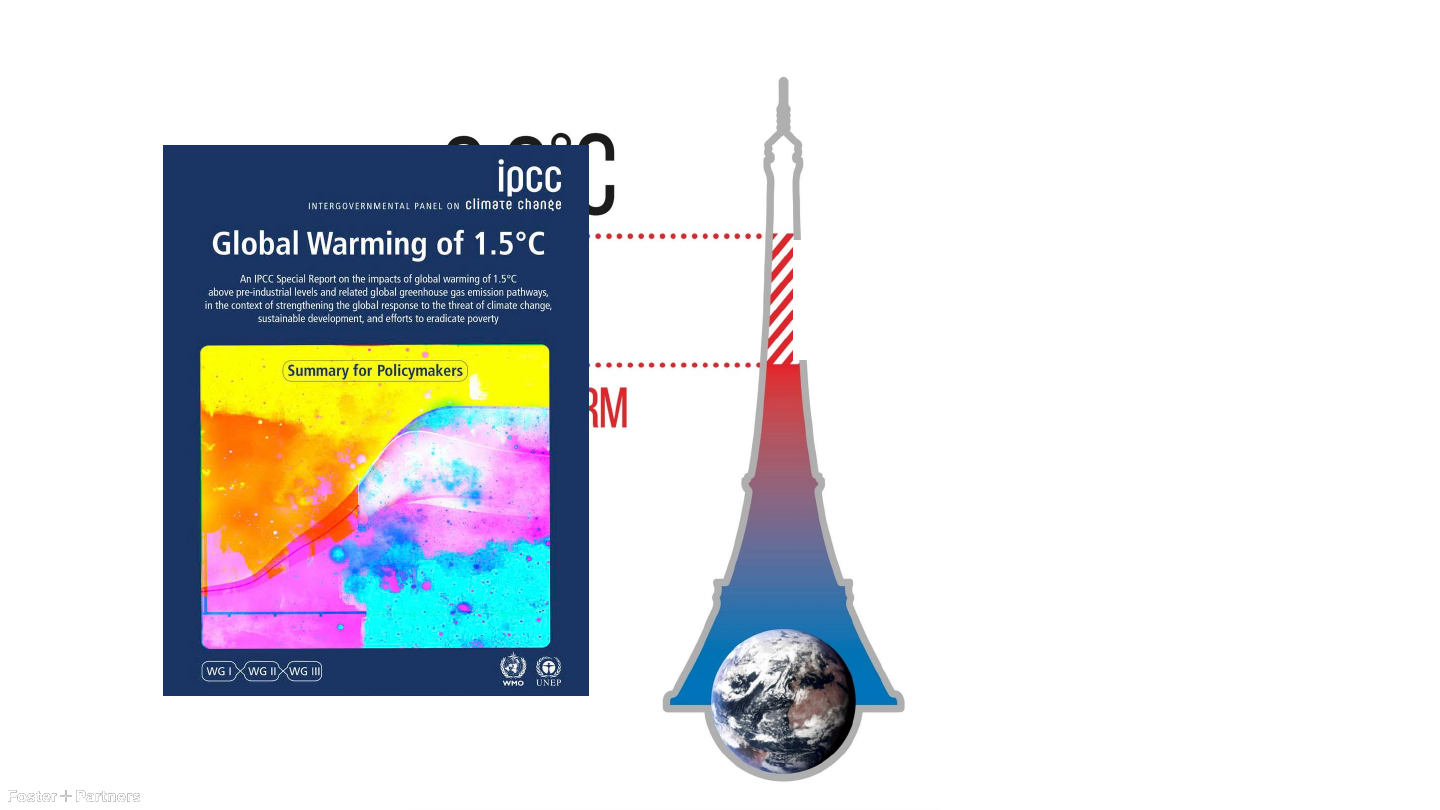 °C
ipcc
INTERGOVERNMENTAL PANEL ON climate change
Global Warming of 1.5°C
An IPCC Special Report on the impacts of global warming of 1.5°C
above pre-industrial levels and related global greenhouse gas emission pathways,
in the context of strengthening the global response to the threat of climate change,
sustainable development, and efforts to eradicate poverty
Summary for Policymakers
RM
WG I WG II WG III
WMO UNEP
Foster + Partners